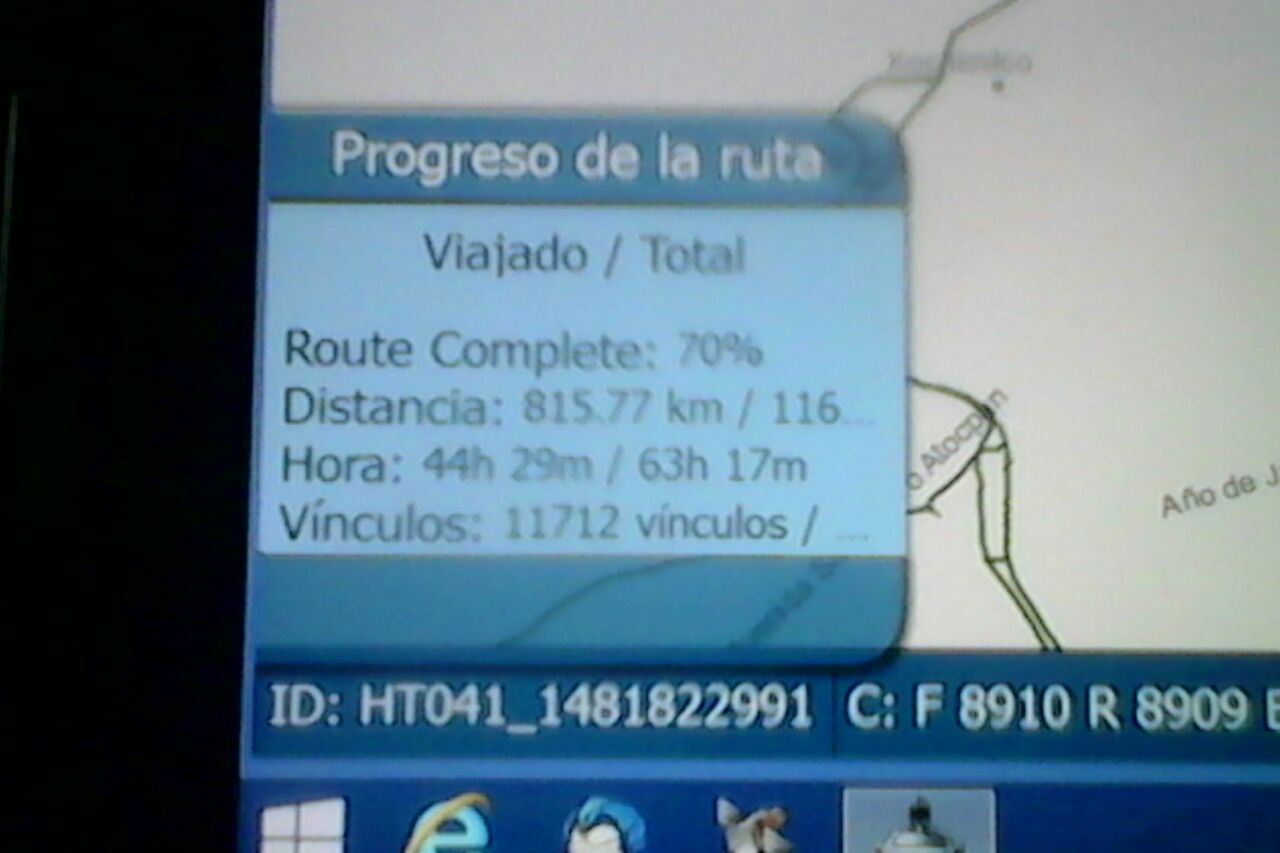 Progreso de la ruta
Viajado / Total
Route Complete: 70%
Distancia: 815.77 km / 116...
Hora: 44h 29m / 63h 17m
Vínculos: 11712 vínculos / ...
o Atocpan
Año de J
ID: HT041_1481822991
C: F 8910 R 8909 E